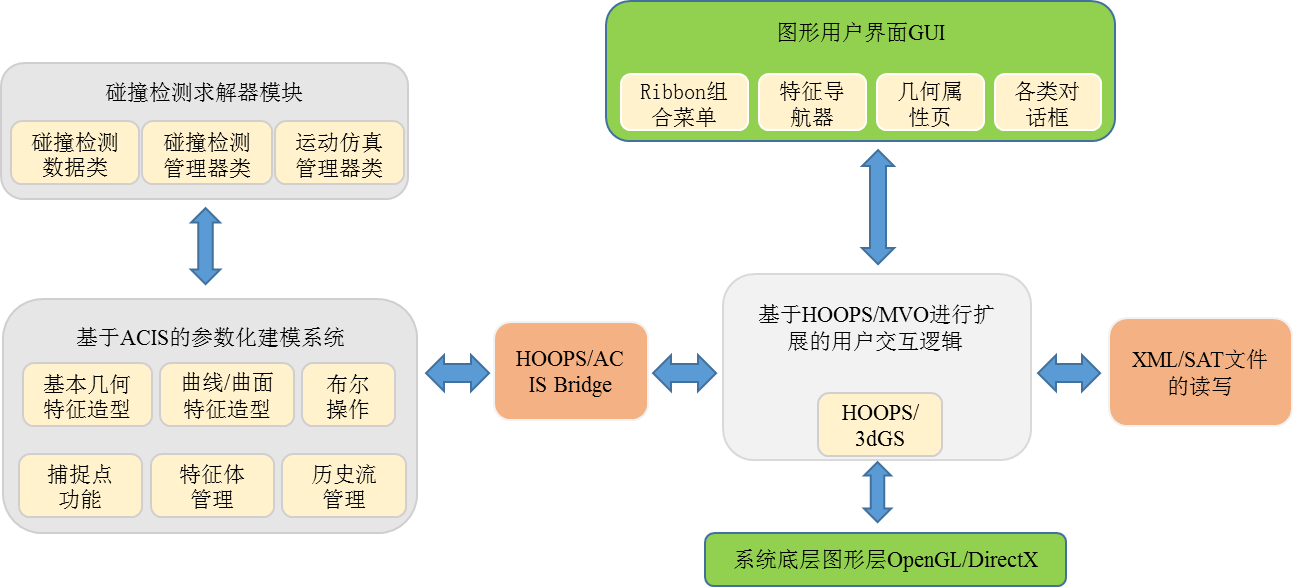 图形用户界面GUI
Ribbon组
合菜单
特征导
航器
几何属
性页
各类对
话框
碰撞检测求解器模块
碰撞检测
数据类
碰撞检测
管理器类
运动仿真
管理器类
基于ACIS的参数化建模系统
基本几何
特征造型
曲线/曲面
特征造型
布尔
操作
捕捉点
功能
特征体
管理
历史流
管理
HOOPS/AC
IS Bridge
基于HOOPS/MVO进行扩
展的用户交互逻辑
HOOPS/
3dGS
XML/SAT文件
的读写
系统底层图形层OpenGL/DirectX